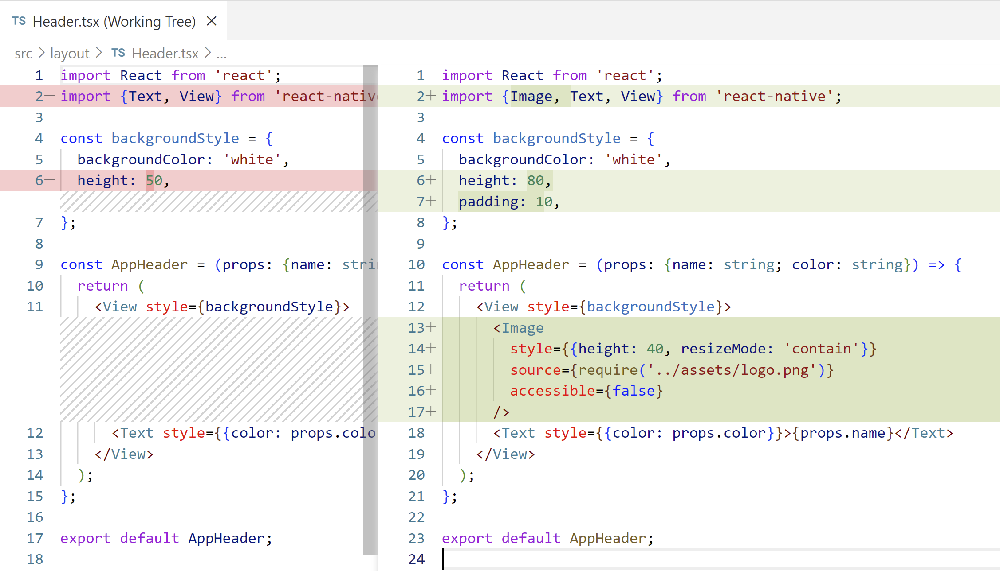 TS Header.tsx (Working Tree) ×
src > layout > TS Header.tsx > ...
1 import React from 'react';
2— import {Text, View} from 'react-native
3
4 const backgroundStyle = {
5 backgroundColor: 'white',
6— height: 50,
7 };
8
9 const AppHeader = (props: {name: strin
10 return (
11 <View style={backgroundStyle}>
12 <Text style={{color: props.color
13 </View>
14 );
15 };
16
17 export default AppHeader;
18
1 import React from 'react';
2+ import {Image, Text, View} from 'react-native';
3
4 const backgroundStyle = {
5 backgroundColor: 'white',
6+ height: 80,
7+ padding: 10,
8 };
9
10 const AppHeader = (props: {name: string; color: string}) => {
11 return (
12 <View style={backgroundStyle}>
13+ <Image
14+ style={{height: 40, resizeMode: 'contain'}}
15+ source={require('../assets/logo.png')}
16+ accessible={false}
17+ />
18 <Text style={{color: props.color}}>{props.name}</Text>
19 </View>
20 );
21 };
22
23 export default AppHeader;
24